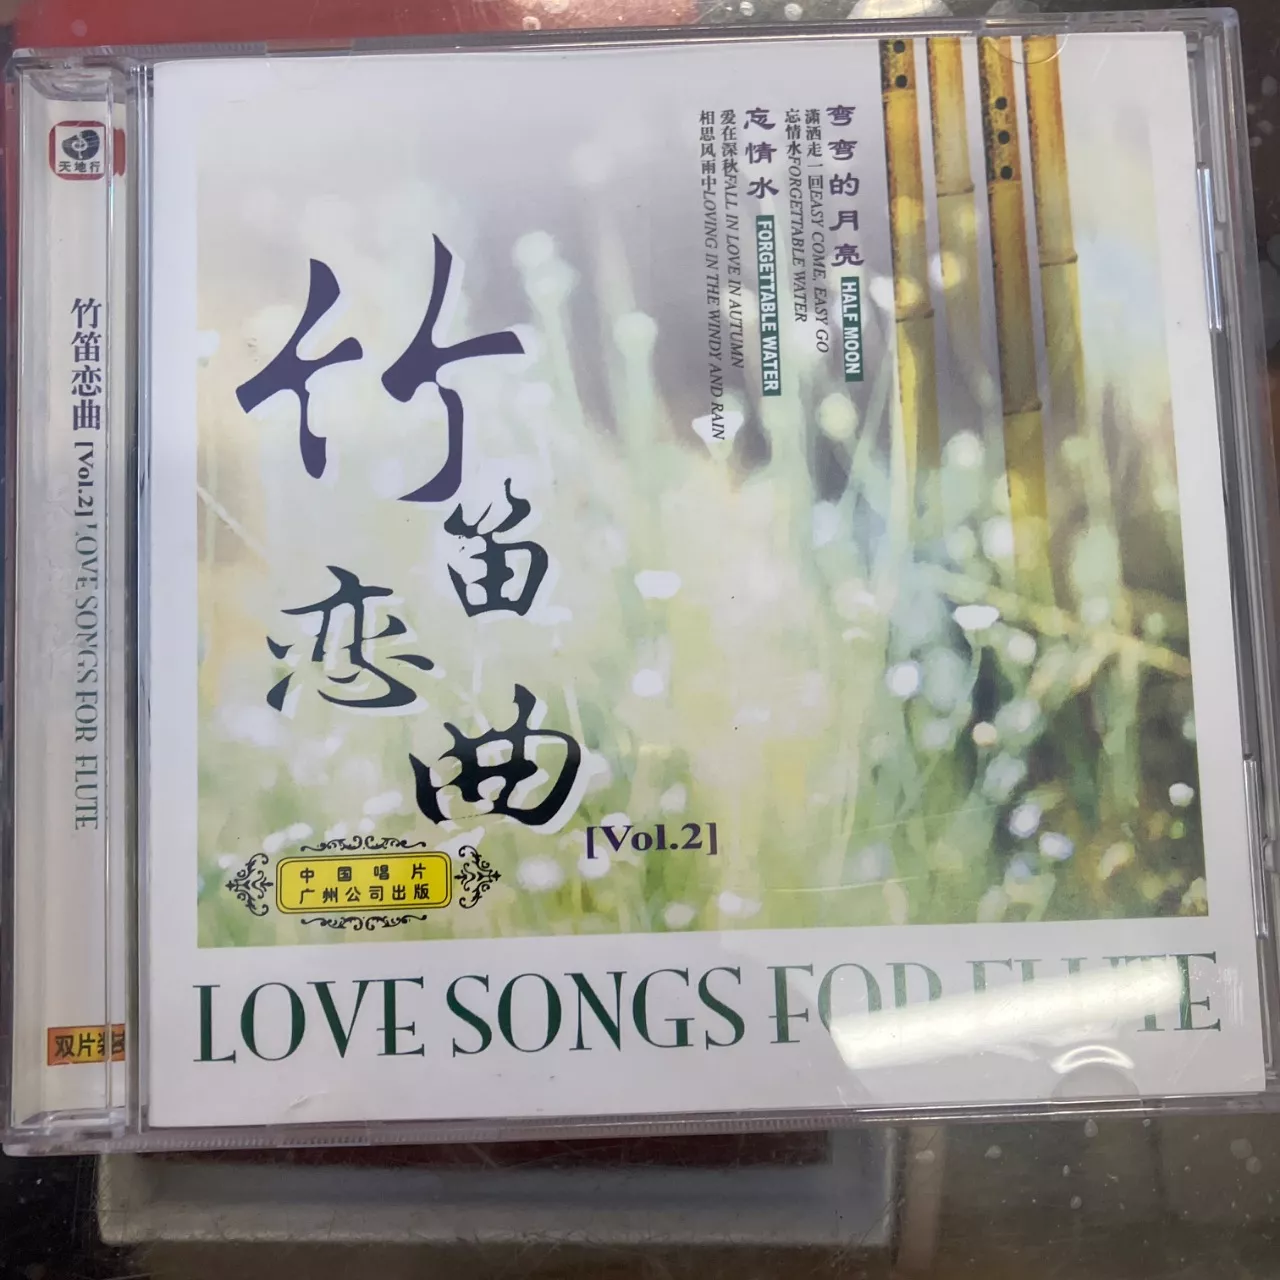 天地行
竹笛恋曲 [Vol.2] LOVE SONGS FOR FLUTE
双片装
弯弯的月亮 HALF MOON
潇洒走一回EASY COME, EASY GO
忘情水FORGETTABLE WATER
忘情水 FORGETTABLE WATER
爱在深秋FALL IN LOVE IN AUTUMN
相思风雨中LOVING IN THE WINDY AND RAIN
竹笛恋曲
[Vol.2]
中国唱片
广州公司出版
LOVE SONGS FOR FLUTE